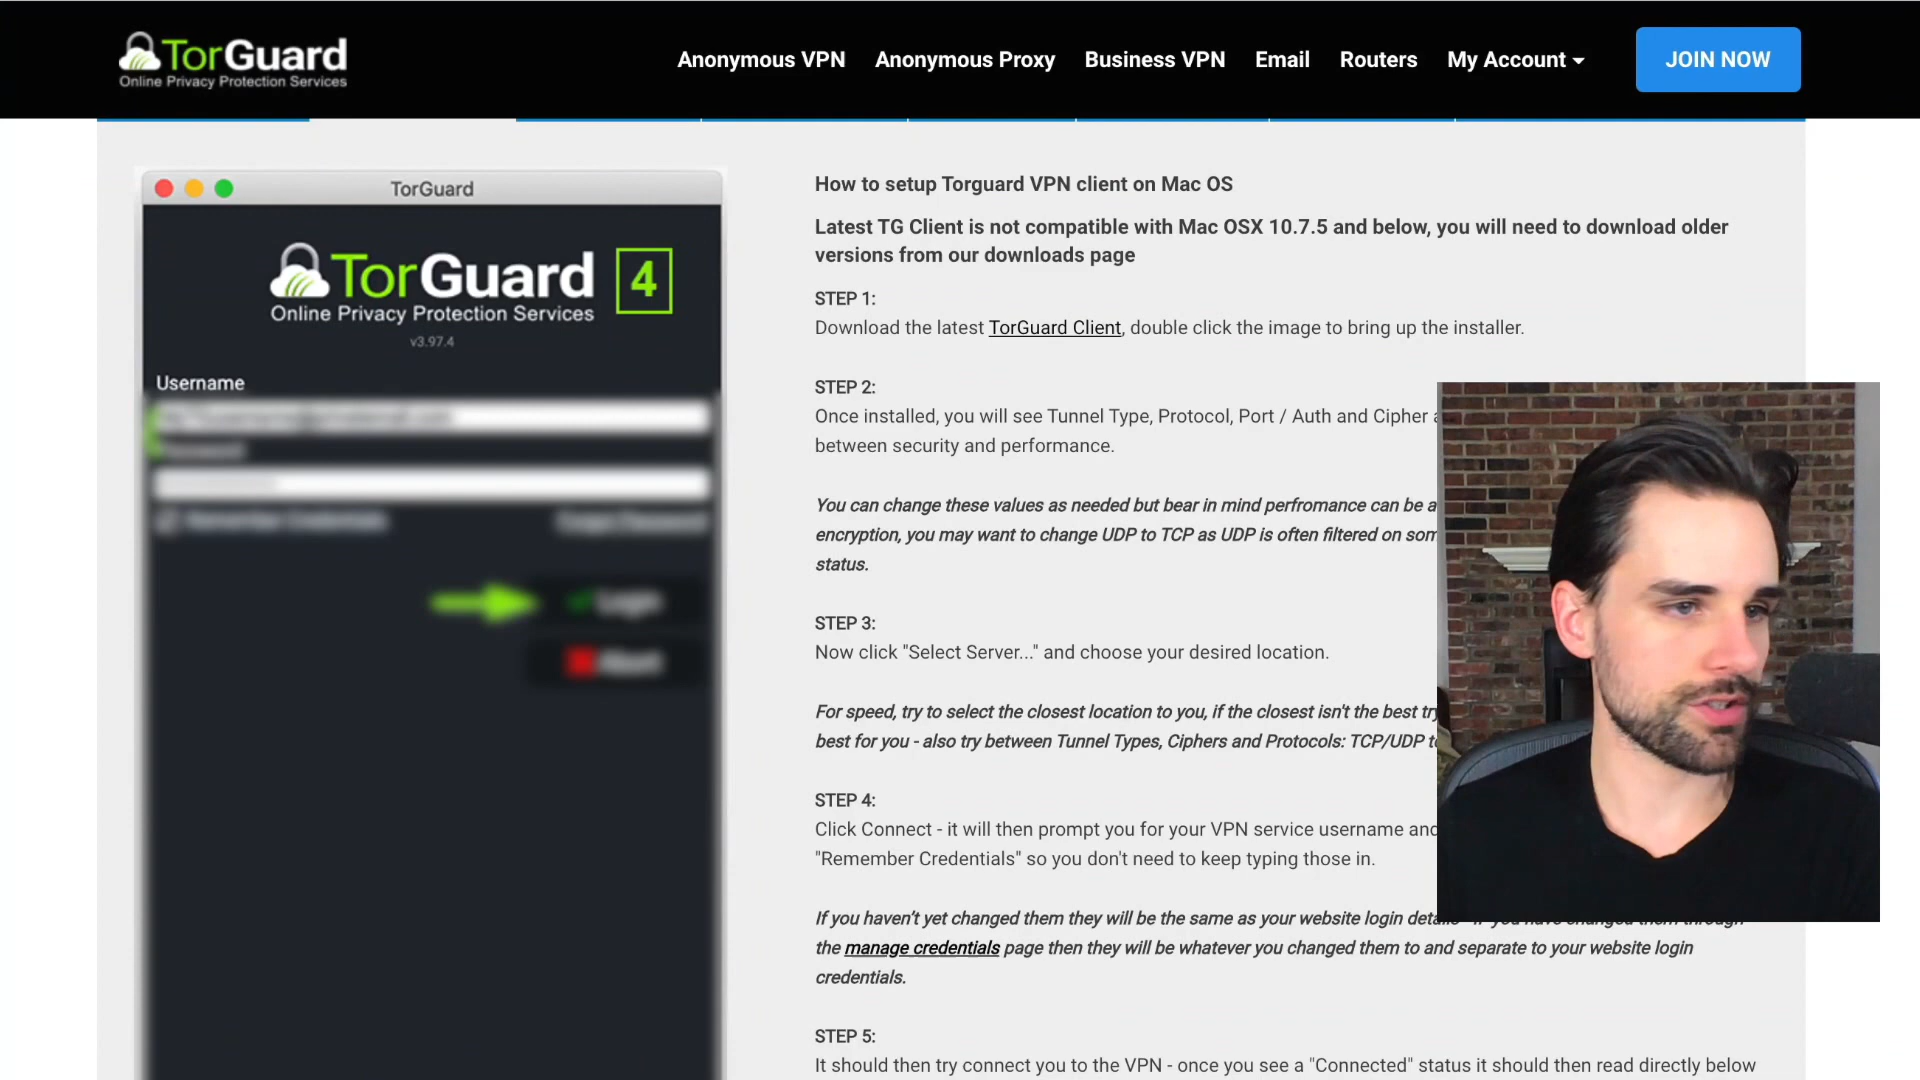 TorGuard
Online Privacy Protection Services
Anonymous VPN Anonymous Proxy Business VPN Email Routers My Account JOIN NOW
TorGuard
TorGuard 4
Online Privacy Protection Services
v3.97.4
Username
Password
Remember Credentials Forgot Password
Login
Abort
How to setup Torguard VPN client on Mac OS
Latest TG Client is not compatible with Mac OSX 10.7.5 and below, you will need to download older
versions from our downloads page
STEP 1:
Download the latest TorGuard Client, double click the image to bring up the installer.
STEP 2:
Once installed, you will see Tunnel Type, Protocol, Port / Auth and Cipher
between security and performance.
You can change these values as needed but bear in mind perfromance can be
encryption, you may want to change UDP to TCP as UDP is often filtered on
status.
STEP 3:
Now click "Select Server..." and choose your desired location.
For speed, try to select the closest location to you, if the closest isn't the best
best for you - also try between Tunnel Types, Ciphers and Protocols: TCP/UDP
STEP 4:
Click Connect - it will then prompt you for your VPN service username and
"Remember Credentials" so you don't need to keep typing those in.
If you haven't yet changed them they will be the same as your website login
the manage credentials page then they will be whatever you changed them to and separate to your website login
credentials.
STEP 5:
It should then try connect you to the VPN - once you see a "Connected" status it should then read directly below